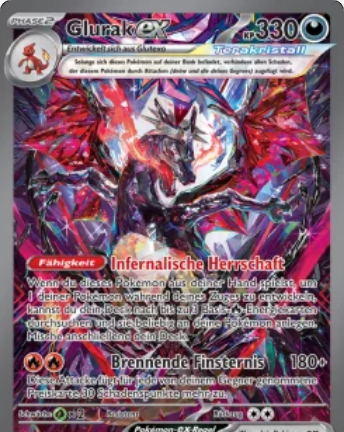 PHASE 2
Glurak ex
KP 330
Entwickelt sich aus Glutexo
Terakristall
Solange sich dieses Pokémon auf deiner Bank befindet, verhindere allen Schaden,
der diesem Pokémon durch Attacken (deine und die deines Gegners) zugefügt wird.
Fähigkeit Infernalische Herrschaft
Wenn du dieses Pokémon aus deiner Hand spielst, um
1 deiner Pokémon während deines Zuges zu entwickeln,
kannst du dein Deck nach bis zu 3 Basis-Energiekarten
durchsuchen und sie beliebig an deine Pokémon anlegen.
Mische anschließend dein Deck.
Brennende Finsternis 180+
Diese Attacke fügt für jede von deinem Gegner genommene
Preiskarte 30 Schadenspunkte mehr zu.
Schwäche ×2 Resistenz Rückzug
Pokémon-ex-Regel